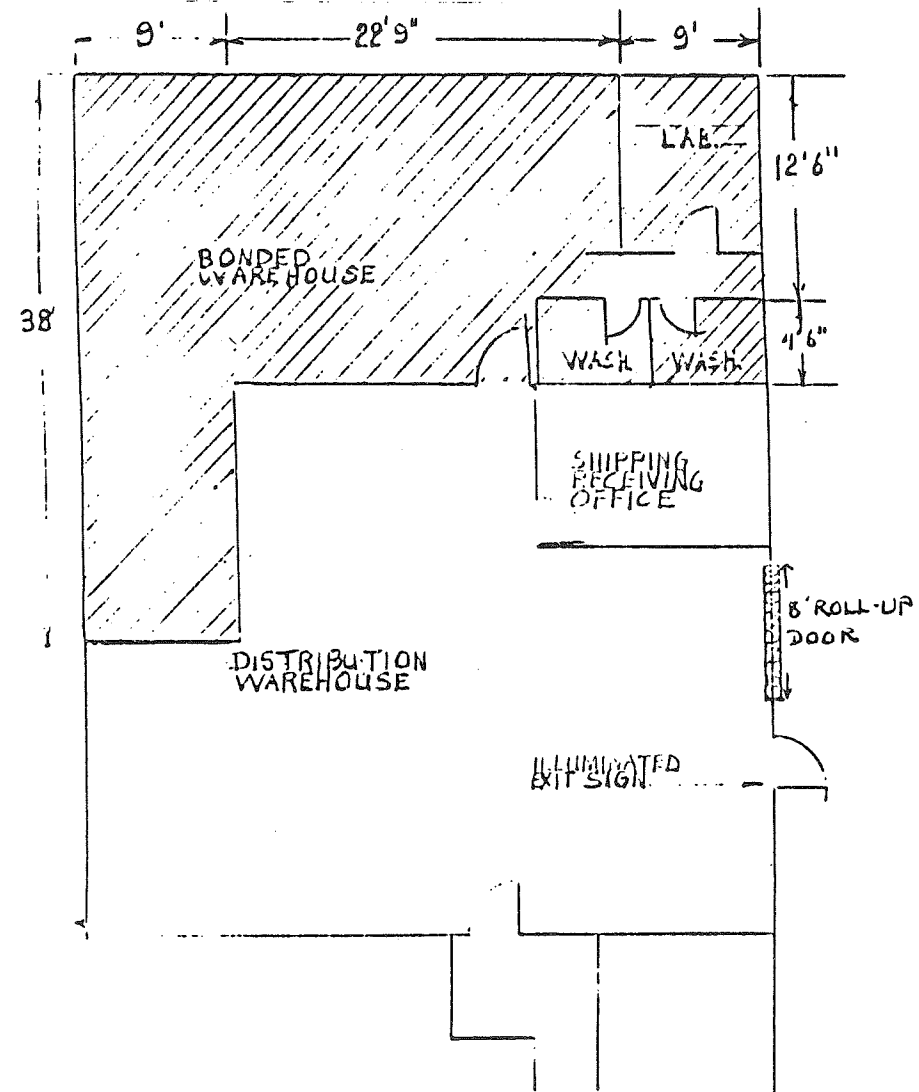 9' 22'9" 9'
LAB.
12'6"
BONDED
WAREHOUSE
38'
4'6"
WASH. WASH.
SHIPPING
RECEIVING
OFFICE
8' ROLL-UP
DOOR
DISTRIBUTION
WAREHOUSE
ILLUMINATED
EXIT SIGN